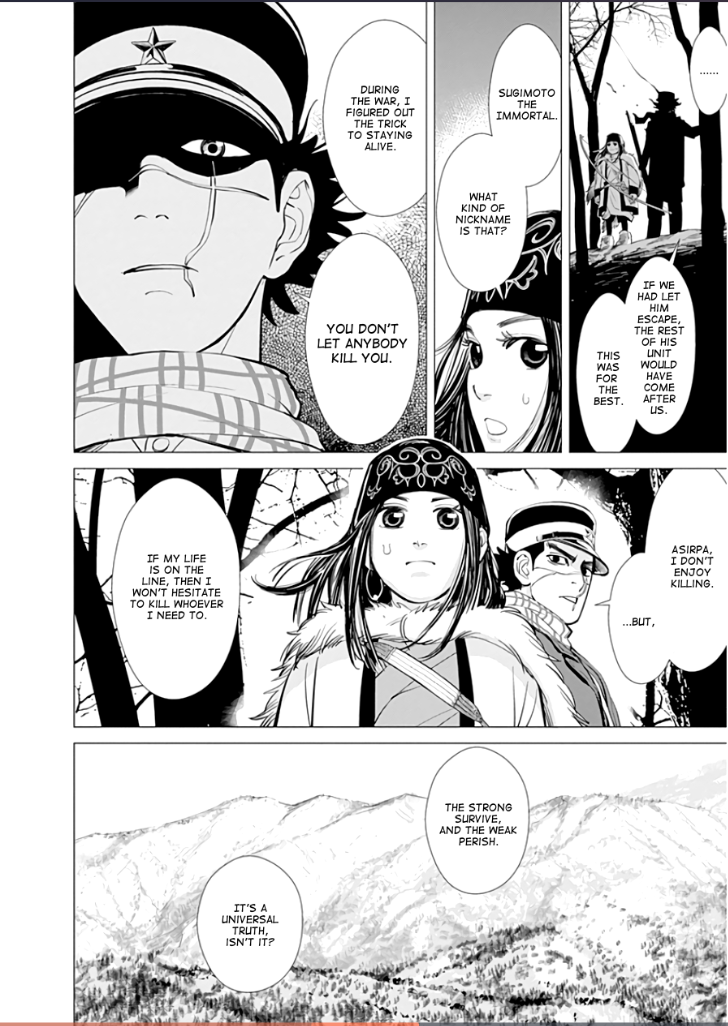 ......
IF WE
HAD LET
HIM
ESCAPE,
THE REST
OF HIS
UNIT
WOULD
HAVE
COME
AFTER
US.
THIS
WAS
FOR
THE
BEST.
SUGIMOTO
THE
IMMORTAL.
WHAT
KIND OF
NICKNAME
IS THAT?
DURING
THE WAR, I
FIGURED OUT
THE TRICK
TO STAYING
ALIVE.
YOU DON'T
LET ANYBODY
KILL YOU.
ASIRPA,
I DON'T
ENJOY
KILLING.
...BUT,
IF MY LIFE
IS ON THE
LINE, THEN I
WON'T HESITATE
TO KILL WHOEVER
I NEED TO.
THE STRONG
SURVIVE,
AND THE WEAK
PERISH.
IT'S A
UNIVERSAL
TRUTH,
ISN'T IT?